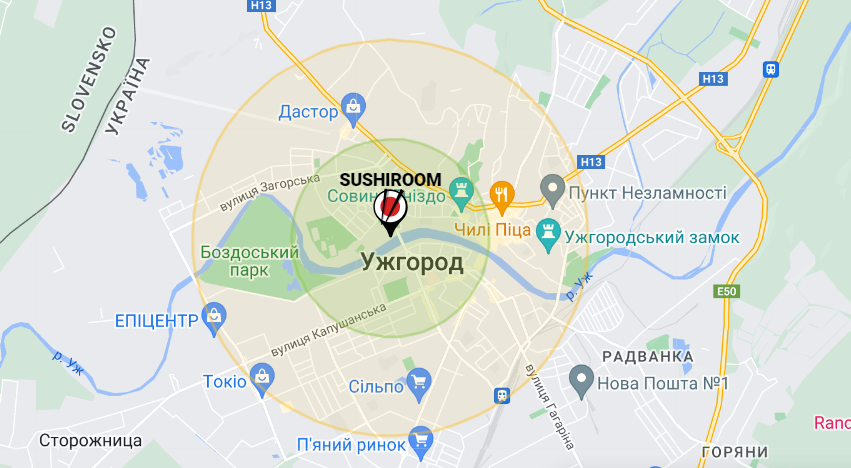 H13
SLOVENSKO
УКРАЇНА
H13
Дастор
H13
SUSHIROOM
вулиця Загорська
Совине гніздо
Пункт Незламності
Чилі Піца
Ужгородський замок
Боздоський
парк
Ужгород
р. Уж
E50
ЕПІЦЕНТР
вулиця Капушанська
р. Уж
РАДВАНКА
Токіо
Сільпо
Нова Пошта №1
вулиця Гагаріна
Сторожниця
П'яний ринок
Rano
ГОРЯНИ